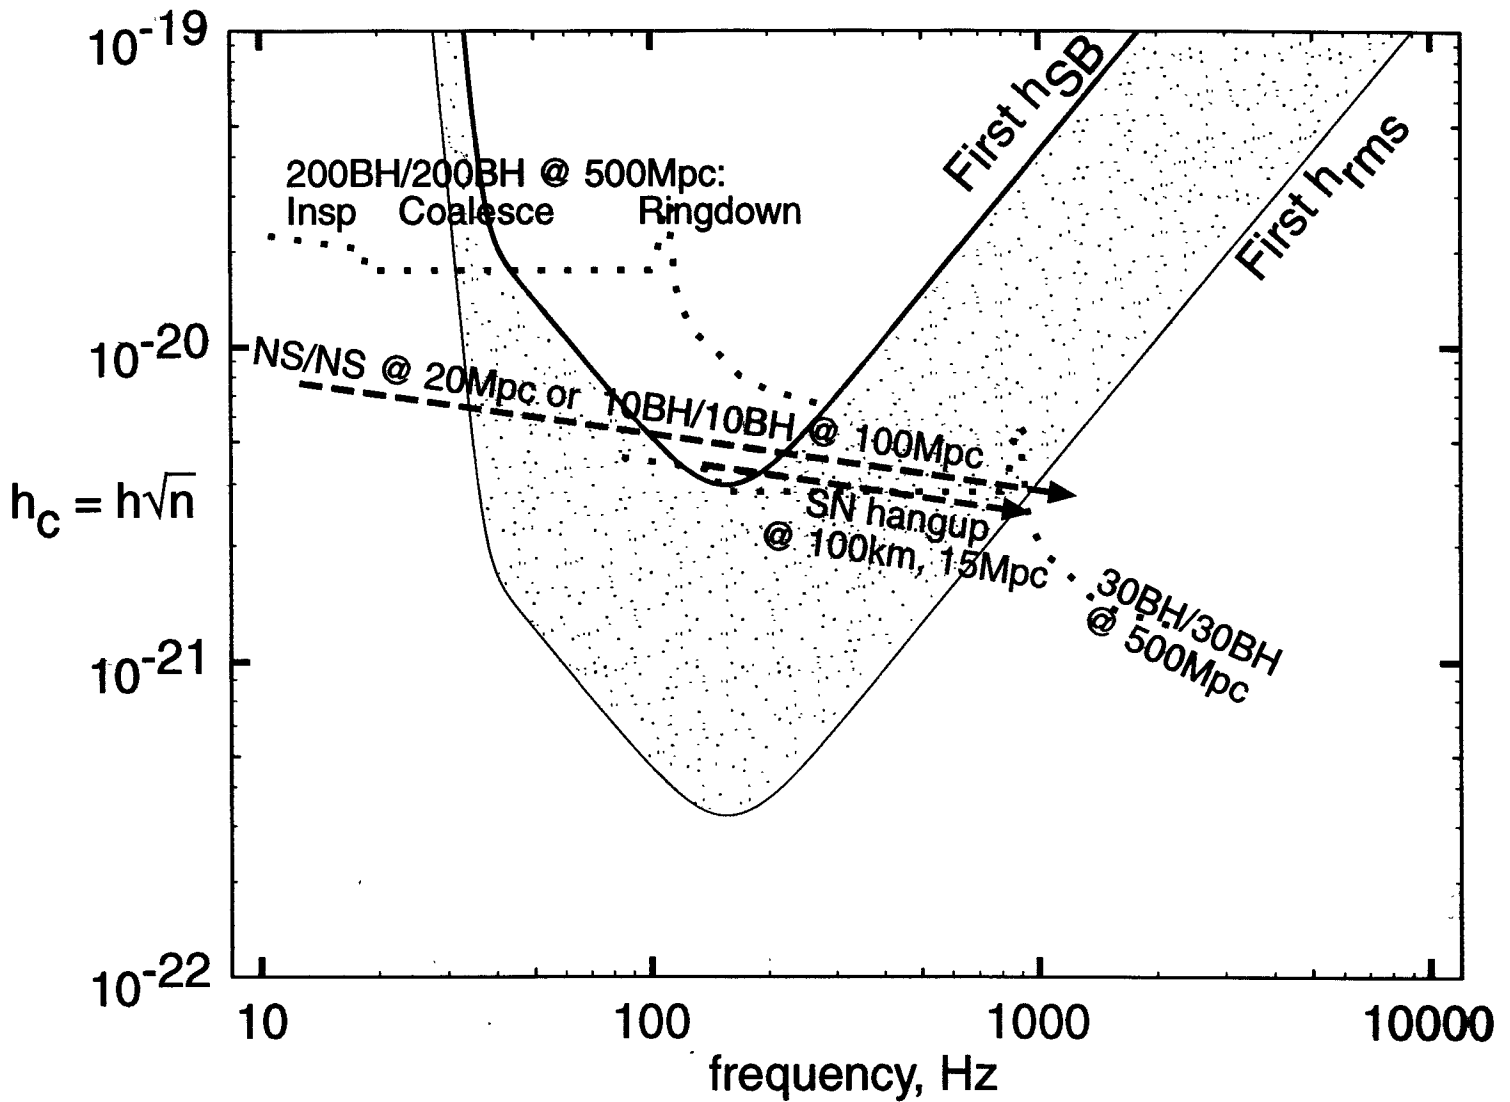 10-19
10-20
10-21
10-22
hc = h√n
10
100
1000
10000
frequency, Hz
First hSB
First hrms
200BH/200BH @ 500Mpc:
Insp Coalesce Ringdown
NS/NS @ 20Mpc or 10BH/10BH @ 100Mpc
SN hangup
@ 100km, 15Mpc
30BH/30BH
@ 500Mpc